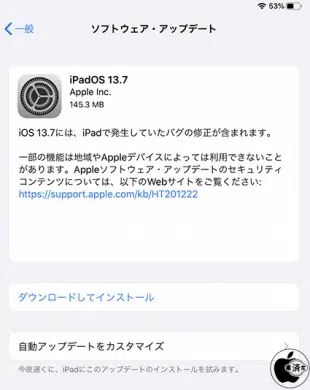 53%
一般
ソフトウェア・アップデート
iPadOS 13.7
Apple Inc.
145.3 MB
iOS 13.7には、iPadで発生していたバグの修正が含まれます。
一部の機能は地域やAppleデバイスによっては利用できないこと
があります。Appleソフトウェア・アップデートのセキュリティ
コンテンツについては、以下のWebサイトをご覧ください:
https://support.apple.com/kb/HT201222
ダウンロードしてインストール
自動アップデートをカスタマイズ
今夜遅くに、iPadにこのアップデートのインストールを試みます。
済